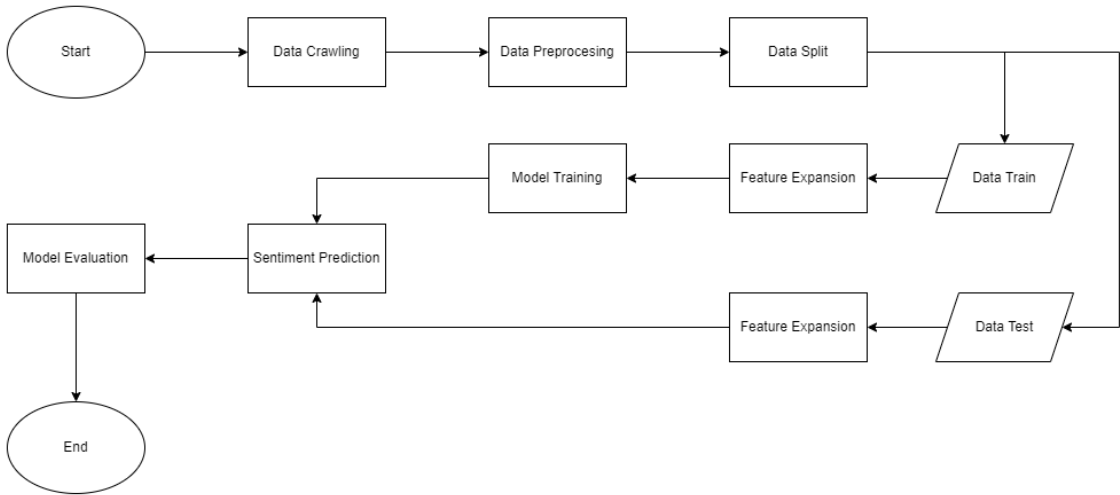 Start
Data Crawling
Data Preprocesing
Data Split
Model Training
Feature Expansion
Data Train
Model Evaluation
Sentiment Prediction
Feature Expansion
Data Test
End